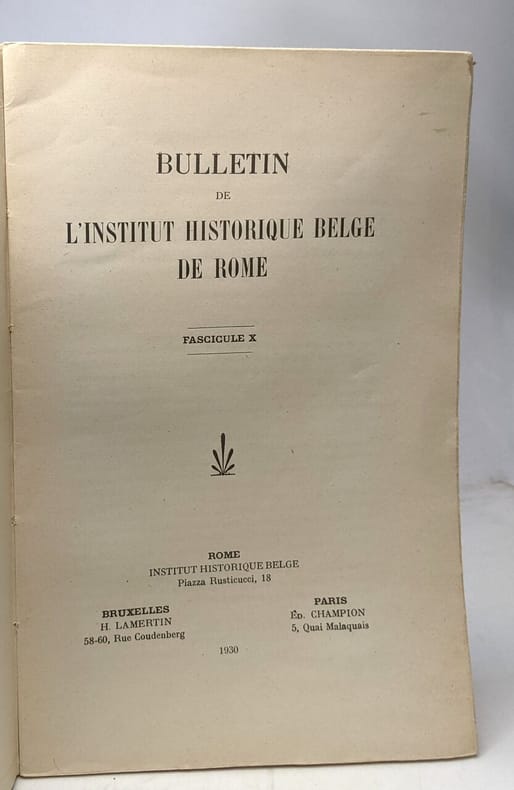 BULLETIN
DE
L'INSTITUT HISTORIQUE BELGE
DE ROME
FASCICULE X
ROME
INSTITUT HISTORIQUE BELGE
Piazza Rusticucci, 18
BRUXELLES
H. LAMERTIN
58-60, Rue Coudenberg
PARIS
ÉD. CHAMPION
5, Quai Malaquais
1930